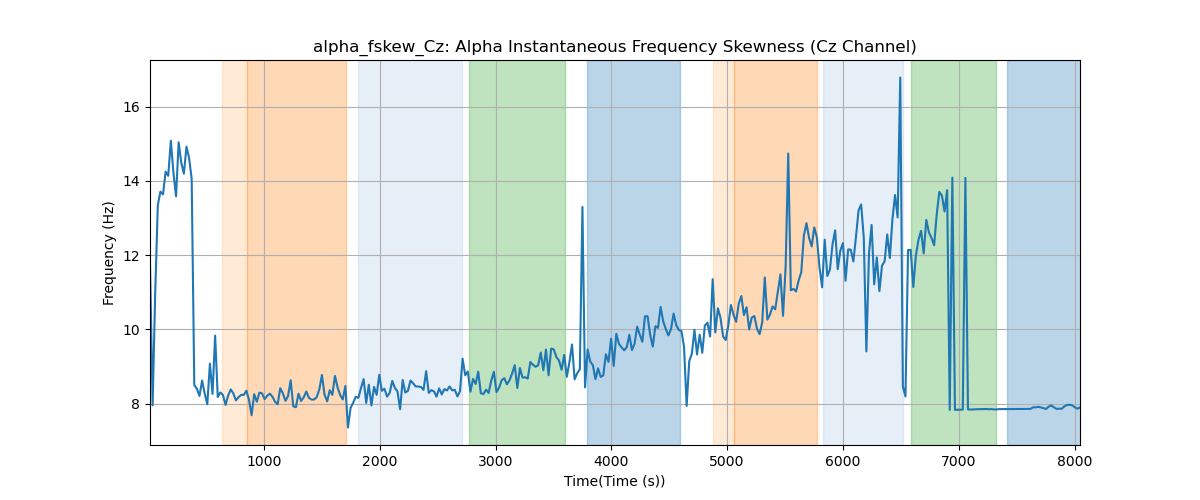 alpha_fskew_Cz: Alpha Instantaneous Frequency Skewness (Cz Channel)
16
14
12
10
8
Frequency (Hz)
1000 2000 3000 4000 5000 6000 7000 8000
Time(Time (s))